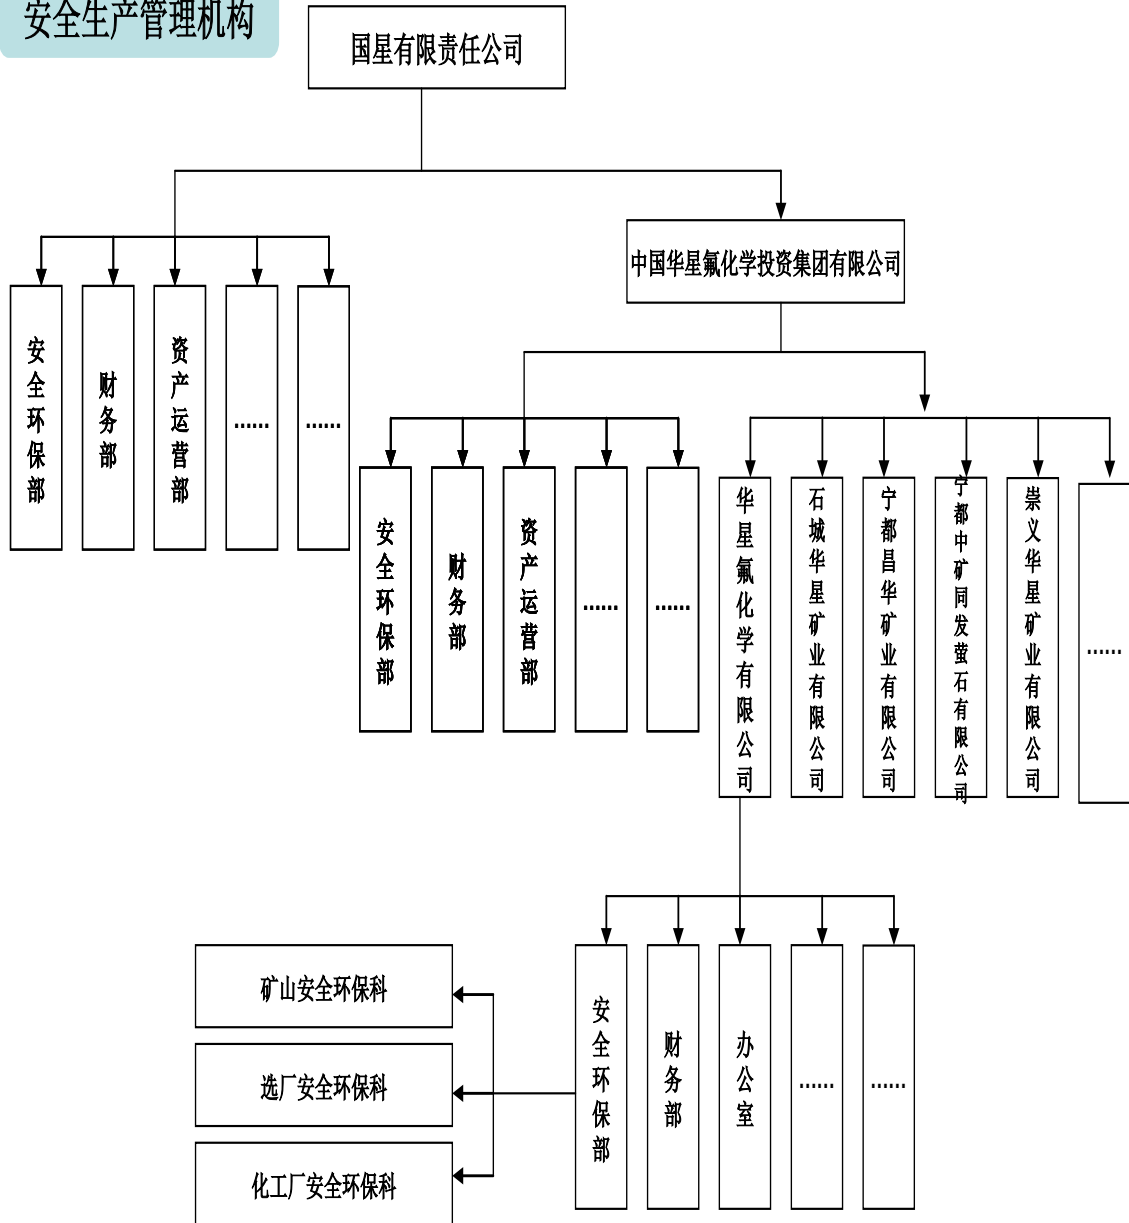 安全生产管理机构
国星有限责任公司
中国华星氟化学投资集团有限公司
安全环保部
财务部
资产运营部
……
……
安全环保部
财务部
资产运营部
……
……
华星氟化学有限公司
石城华星矿业有限公司
宁都昌华矿业有限公司
宁都中矿同发萤石有限公司
崇义华星矿业有限公司
……
安全环保部
财务部
办公室
……
……
矿山安全环保科
选厂安全环保科
化工厂安全环保科